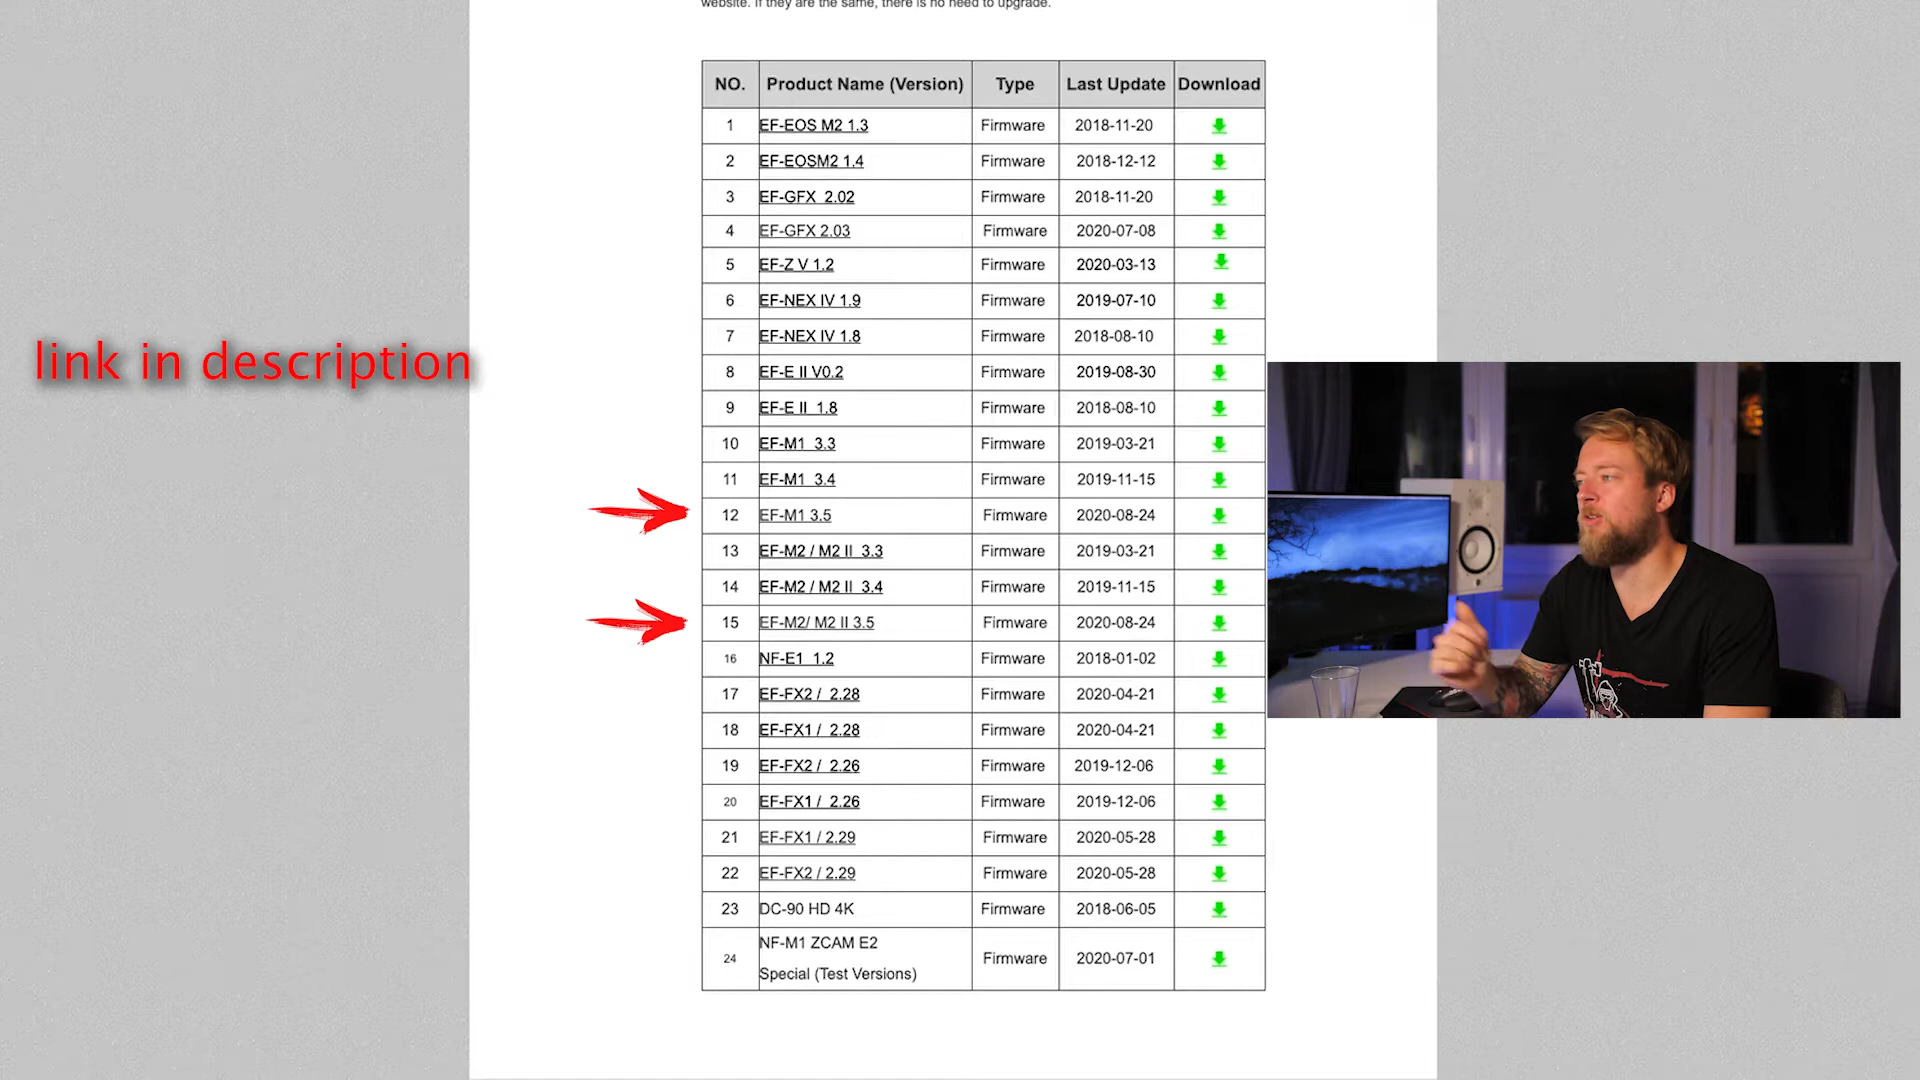 website. If they are the same, there is no need to upgrade.
NO. Product Name (Version) Type Last Update Download
1 EF-EOS M2 1.3 Firmware 2018-11-20
2 EF-EOSM2 1.4 Firmware 2018-12-12
3 EF-GFX 2.02 Firmware 2018-11-20
4 EF-GFX 2.03 Firmware 2020-07-08
5 EF-Z V 1.2 Firmware 2020-03-13
6 EF-NEX IV 1.9 Firmware 2019-07-10
7 EF-NEX IV 1.8 Firmware 2018-08-10
link in description
8 EF-E II V0.2 Firmware 2019-08-30
9 EF-E II 1.8 Firmware 2018-08-10
10 EF-M1 3.3 Firmware 2019-03-21
11 EF-M1 3.4 Firmware 2019-11-15
12 EF-M1 3.5 Firmware 2020-08-24
13 EF-M2 / M2 II 3.3 Firmware 2019-03-21
14 EF-M2 / M2 II 3.4 Firmware 2019-11-15
15 EF-M2/ M2 II 3.5 Firmware 2020-08-24
16 NF-E1 1.2 Firmware 2018-01-02
17 EF-FX2 / 2.28 Firmware 2020-04-21
18 EF-FX1 / 2.28 Firmware 2020-04-21
19 EF-FX2 / 2.26 Firmware 2019-12-06
20 EF-FX1 / 2.26 Firmware 2019-12-06
21 EF-FX1 / 2.29 Firmware 2020-05-28
22 EF-FX2 / 2.29 Firmware 2020-05-28
23 DC-90 HD 4K Firmware 2018-06-05
24 NF-M1 ZCAM E2 Firmware 2020-07-01
Special (Test Versions)